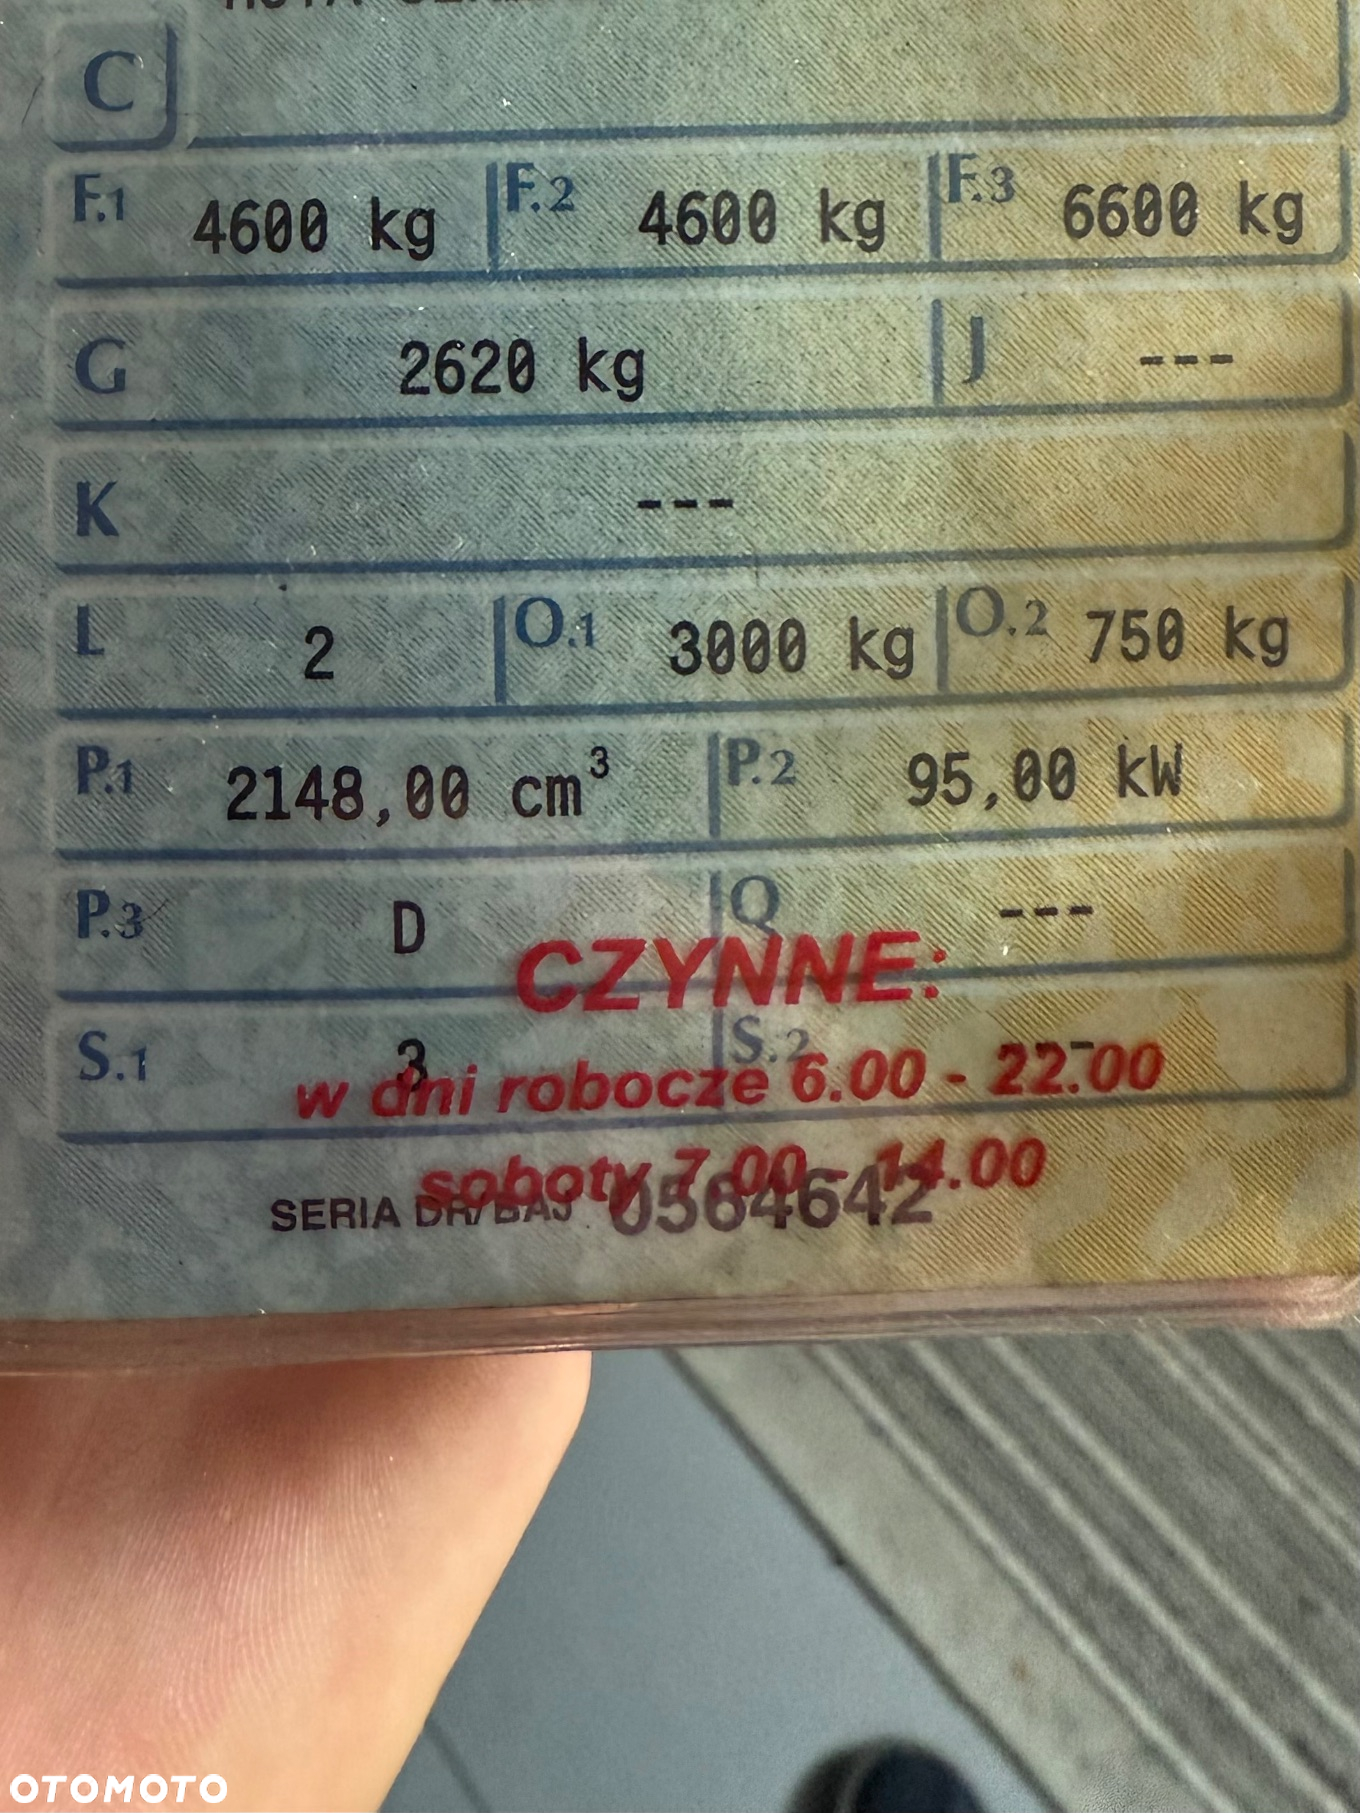 C
F.1 4600 kg F.2 4600 kg F.3 6600 kg
G 2620 kg J ---
K ---
L 2 O.1 3000 kg O.2 750 kg
P.1 2148,00 cm³ P.2 95,00 kW
P.3 D Q ---
CZYNNE:
S.1 3 S.2 -
w dni robocze 6.00 - 22.00
soboty 7.00 - 14.00
SERIA DR/BAJ 0564642
OTOMOTO